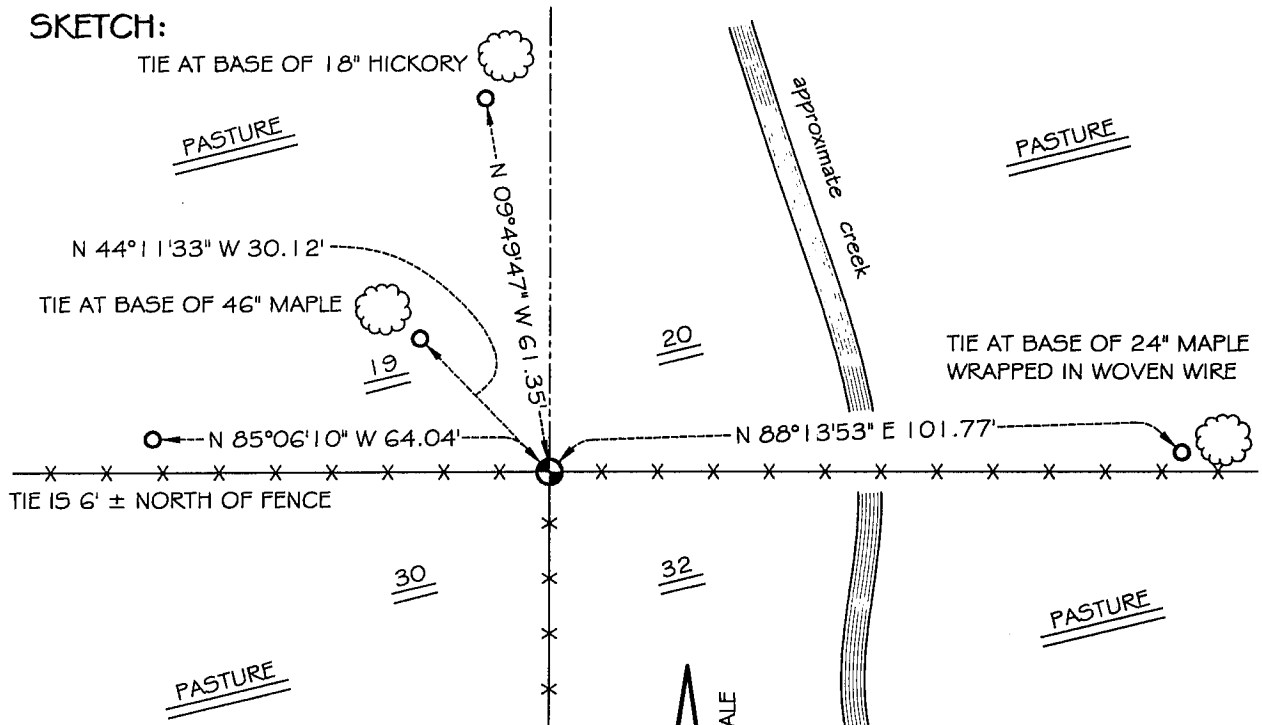 SKETCH:
TIE AT BASE OF 18" HICKORY
PASTURE
approximate creek
PASTURE
N 09°49'47" W 61.35'
N 44°11'33" W 30.12'
TIE AT BASE OF 46" MAPLE
19
20
TIE AT BASE OF 24" MAPLE
WRAPPED IN WOVEN WIRE
N 85°06'10" W 64.04'
N 88°13'53" E 101.77'
TIE IS 6' ± NORTH OF FENCE
30
32
PASTURE
PASTURE
ALE